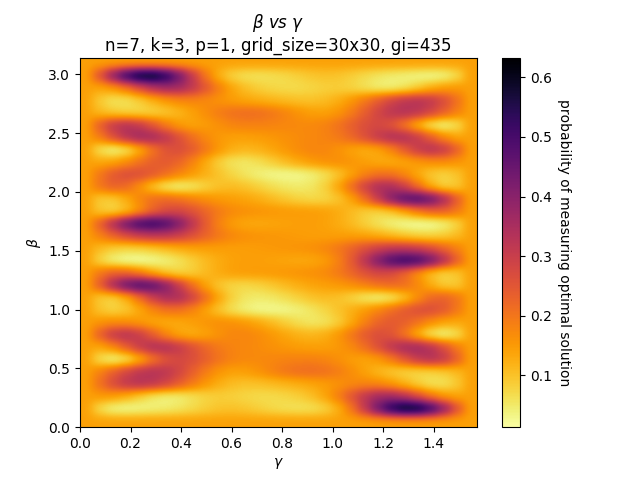 β vs γ
n=7, k=3, p=1, grid_size=30x30, gi=435
3.0
2.5
2.0
1.5
1.0
0.5
0.0
β
0.0 0.2 0.4 0.6 0.8 1.0 1.2 1.4
γ
0.6
0.5
0.4
0.3
0.2
0.1
probability of measuring optimal solution